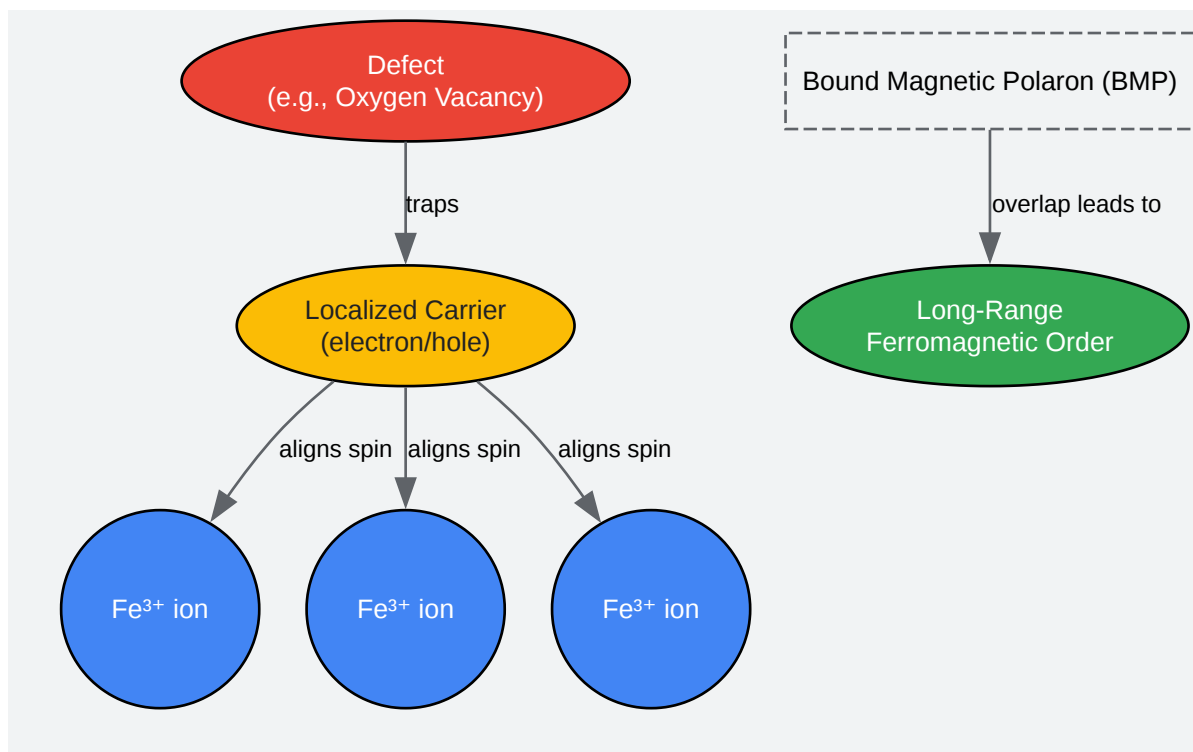 Defect
(e.g., Oxygen Vacancy)
Bound Magnetic Polaron (BMP)
traps
overlap leads to
Localized Carrier
(electron/hole)
Long-Range
Ferromagnetic Order
aligns spin
aligns spin
aligns spin
Fe³⁺ ion
Fe³⁺ ion
Fe³⁺ ion